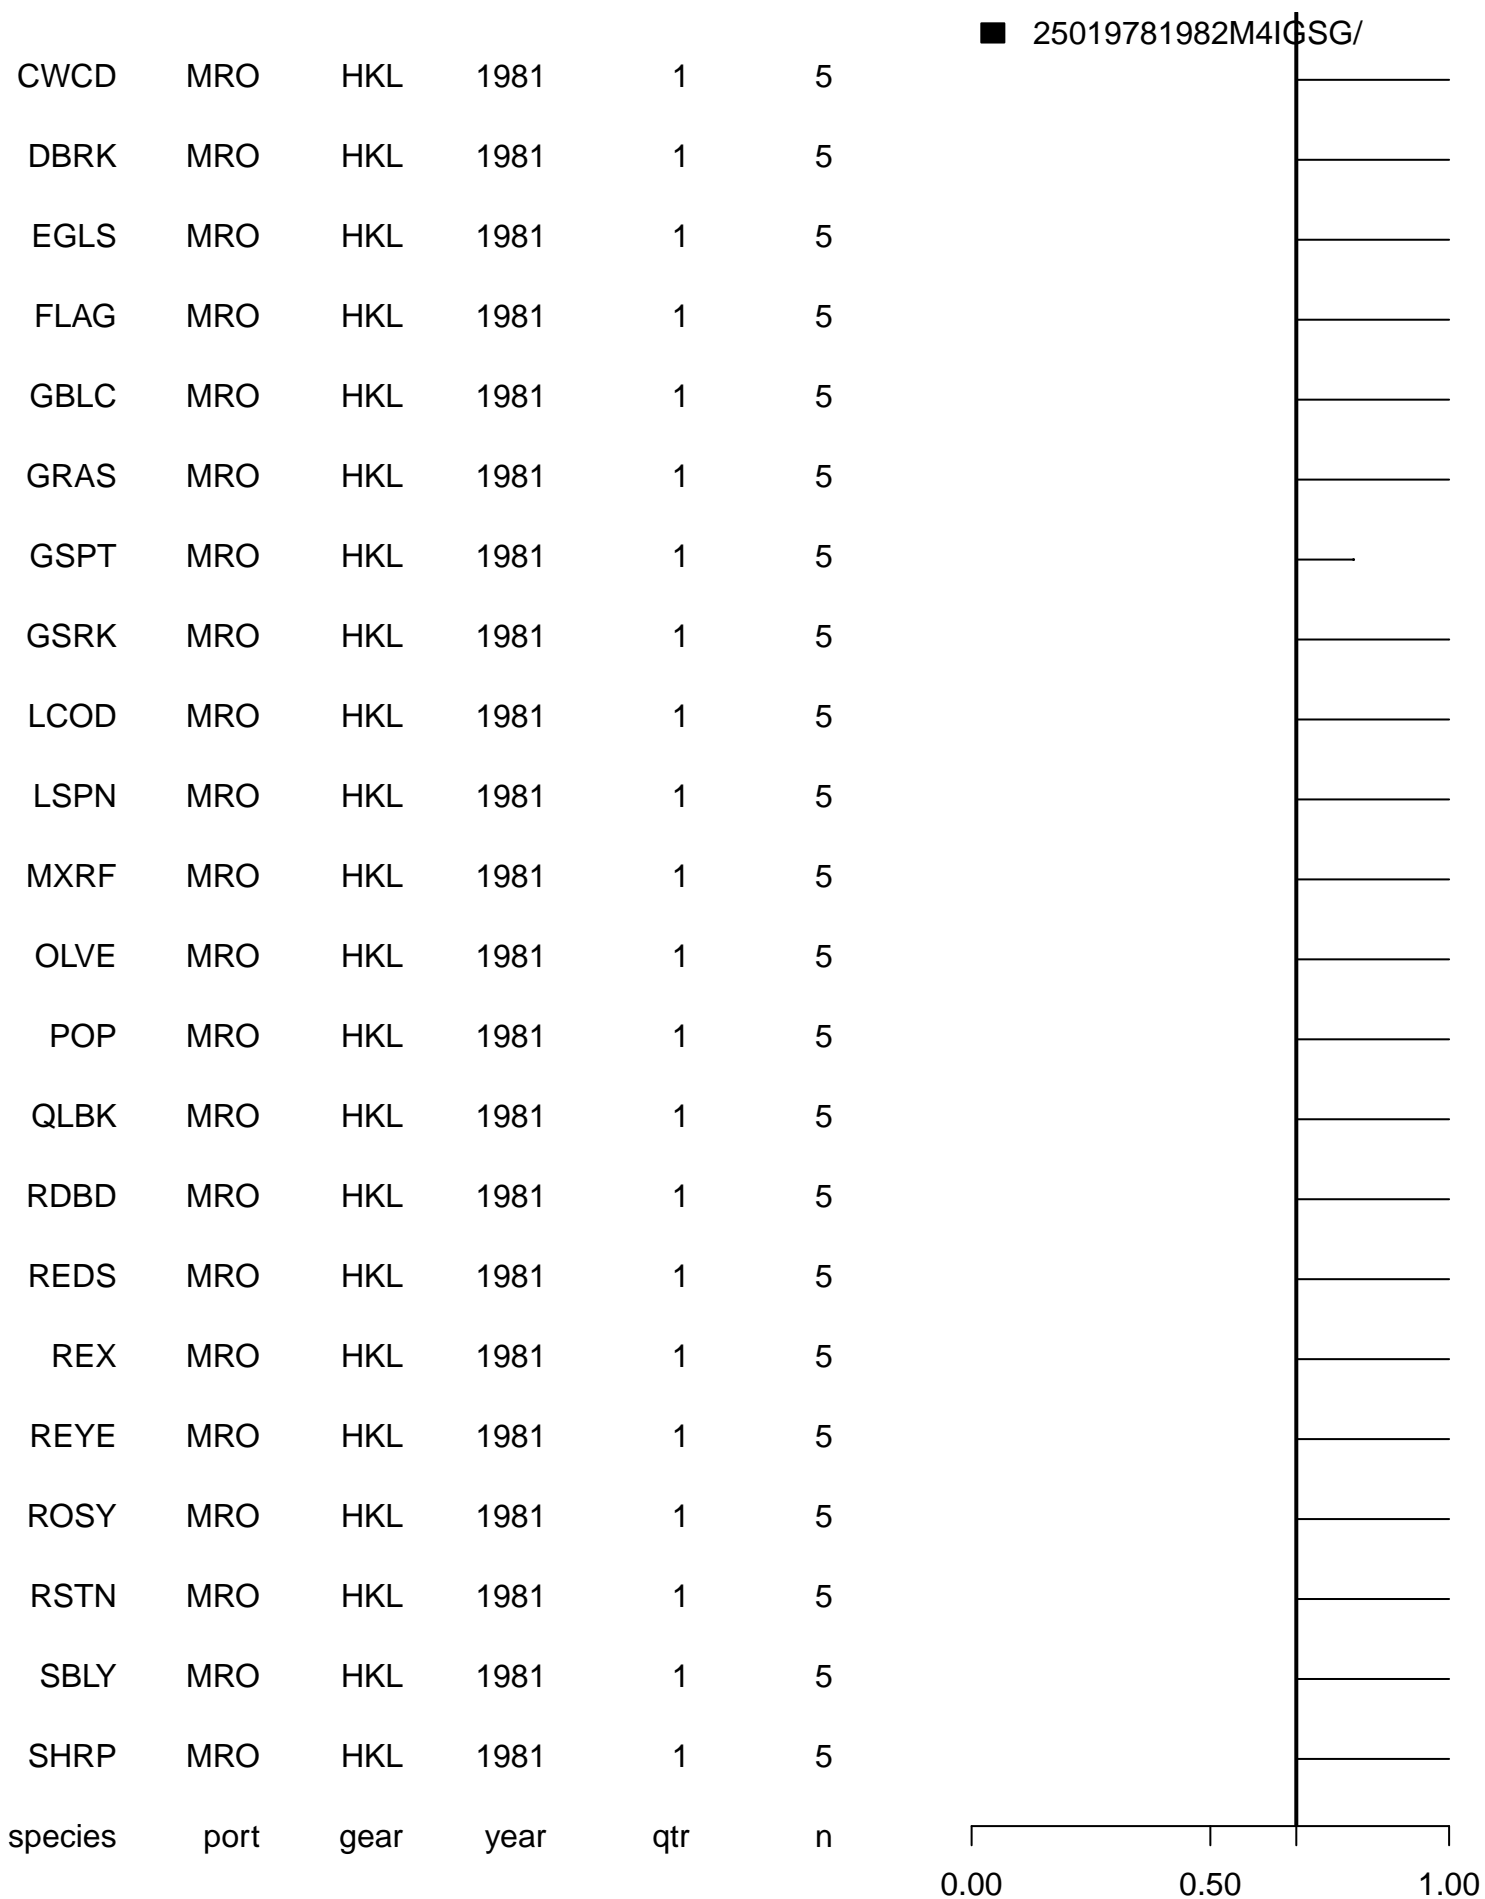 25019781982M4IGSG/
CWCD MRO HKL 1981 1 5
DBRK MRO HKL 1981 1 5
EGLS MRO HKL 1981 1 5
FLAG MRO HKL 1981 1 5
GBLC MRO HKL 1981 1 5
GRAS MRO HKL 1981 1 5
GSPT MRO HKL 1981 1 5
GSRK MRO HKL 1981 1 5
LCOD MRO HKL 1981 1 5
LSPN MRO HKL 1981 1 5
MXRF MRO HKL 1981 1 5
OLVE MRO HKL 1981 1 5
POP MRO HKL 1981 1 5
QLBK MRO HKL 1981 1 5
RDBD MRO HKL 1981 1 5
REDS MRO HKL 1981 1 5
REX MRO HKL 1981 1 5
REYE MRO HKL 1981 1 5
ROSY MRO HKL 1981 1 5
RSTN MRO HKL 1981 1 5
SBLY MRO HKL 1981 1 5
SHRP MRO HKL 1981 1 5
species port gear year qtr n
0.00 0.50 1.00